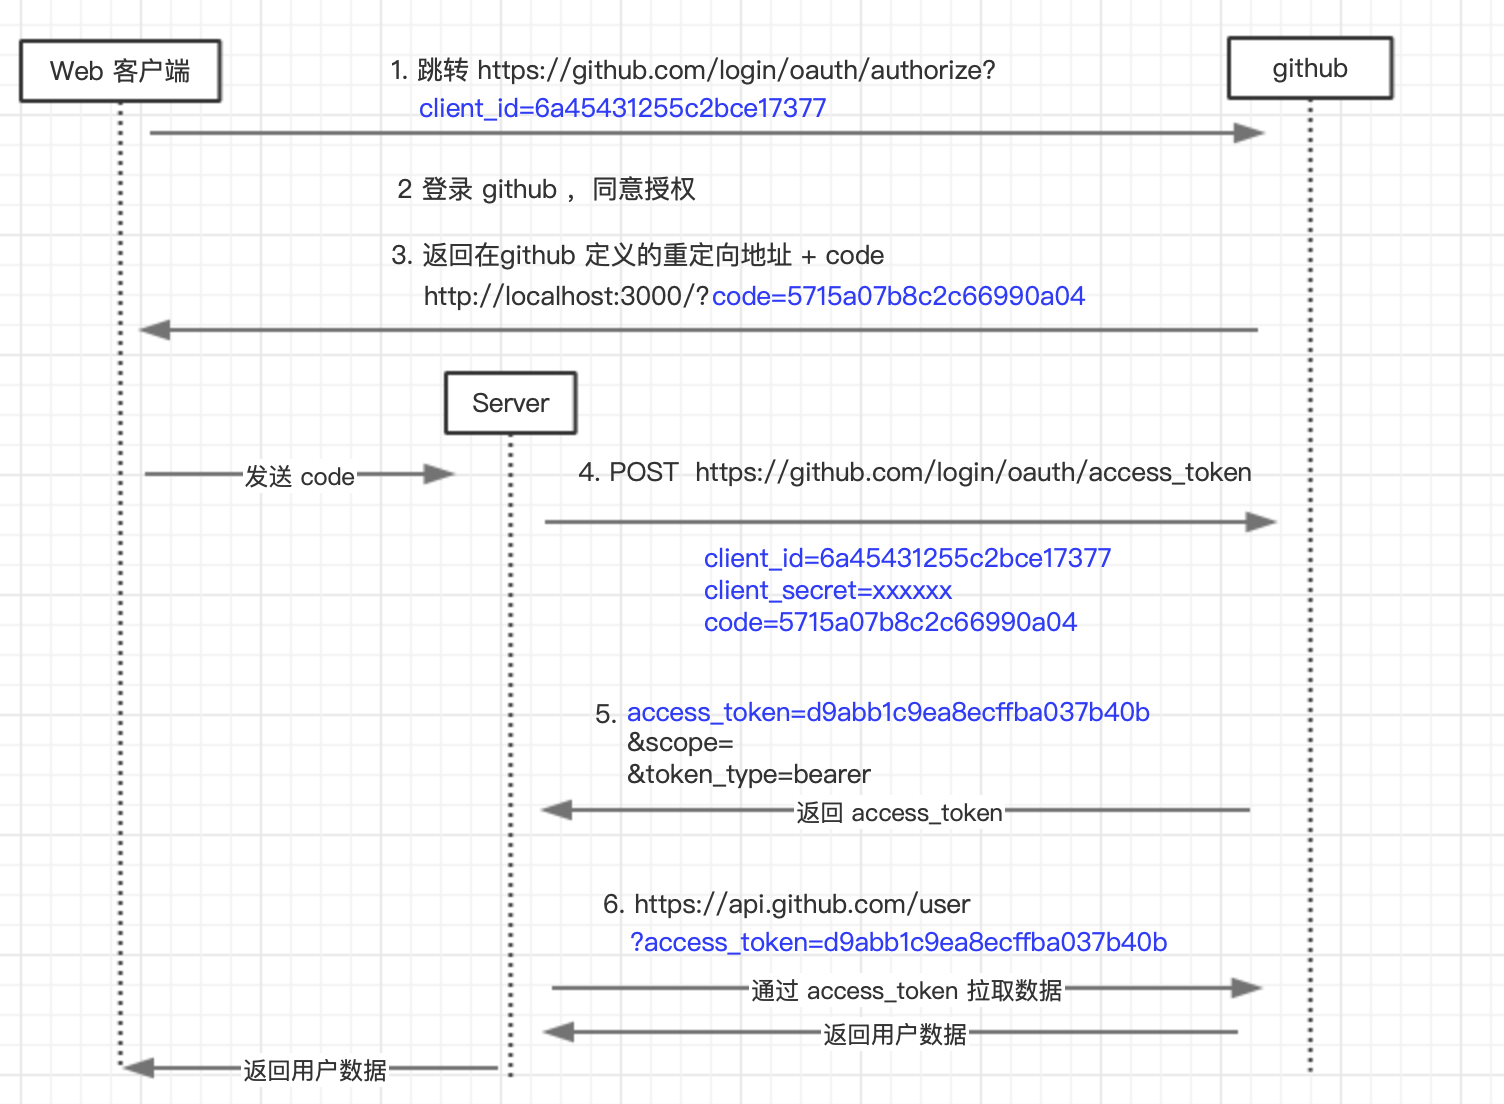 Web 客户端
github
1. 跳转 https://github.com/login/oauth/authorize?
client_id=6a45431255c2bce17377
2 登录 github ，同意授权
3. 返回在github 定义的重定向地址 + code
http://localhost:3000/?code=5715a07b8c2c66990a04
Server
发送 code
4. POST https://github.com/login/oauth/access_token
client_id=6a45431255c2bce17377
client_secret=xxxxxx
code=5715a07b8c2c66990a04
5. access_token=d9abb1c9ea8ecffba037b40b
&scope=
&token_type=bearer
返回 access_token
6. https://api.github.com/user
?access_token=d9abb1c9ea8ecffba037b40b
通过 access_token 拉取数据
返回用户数据
返回用户数据